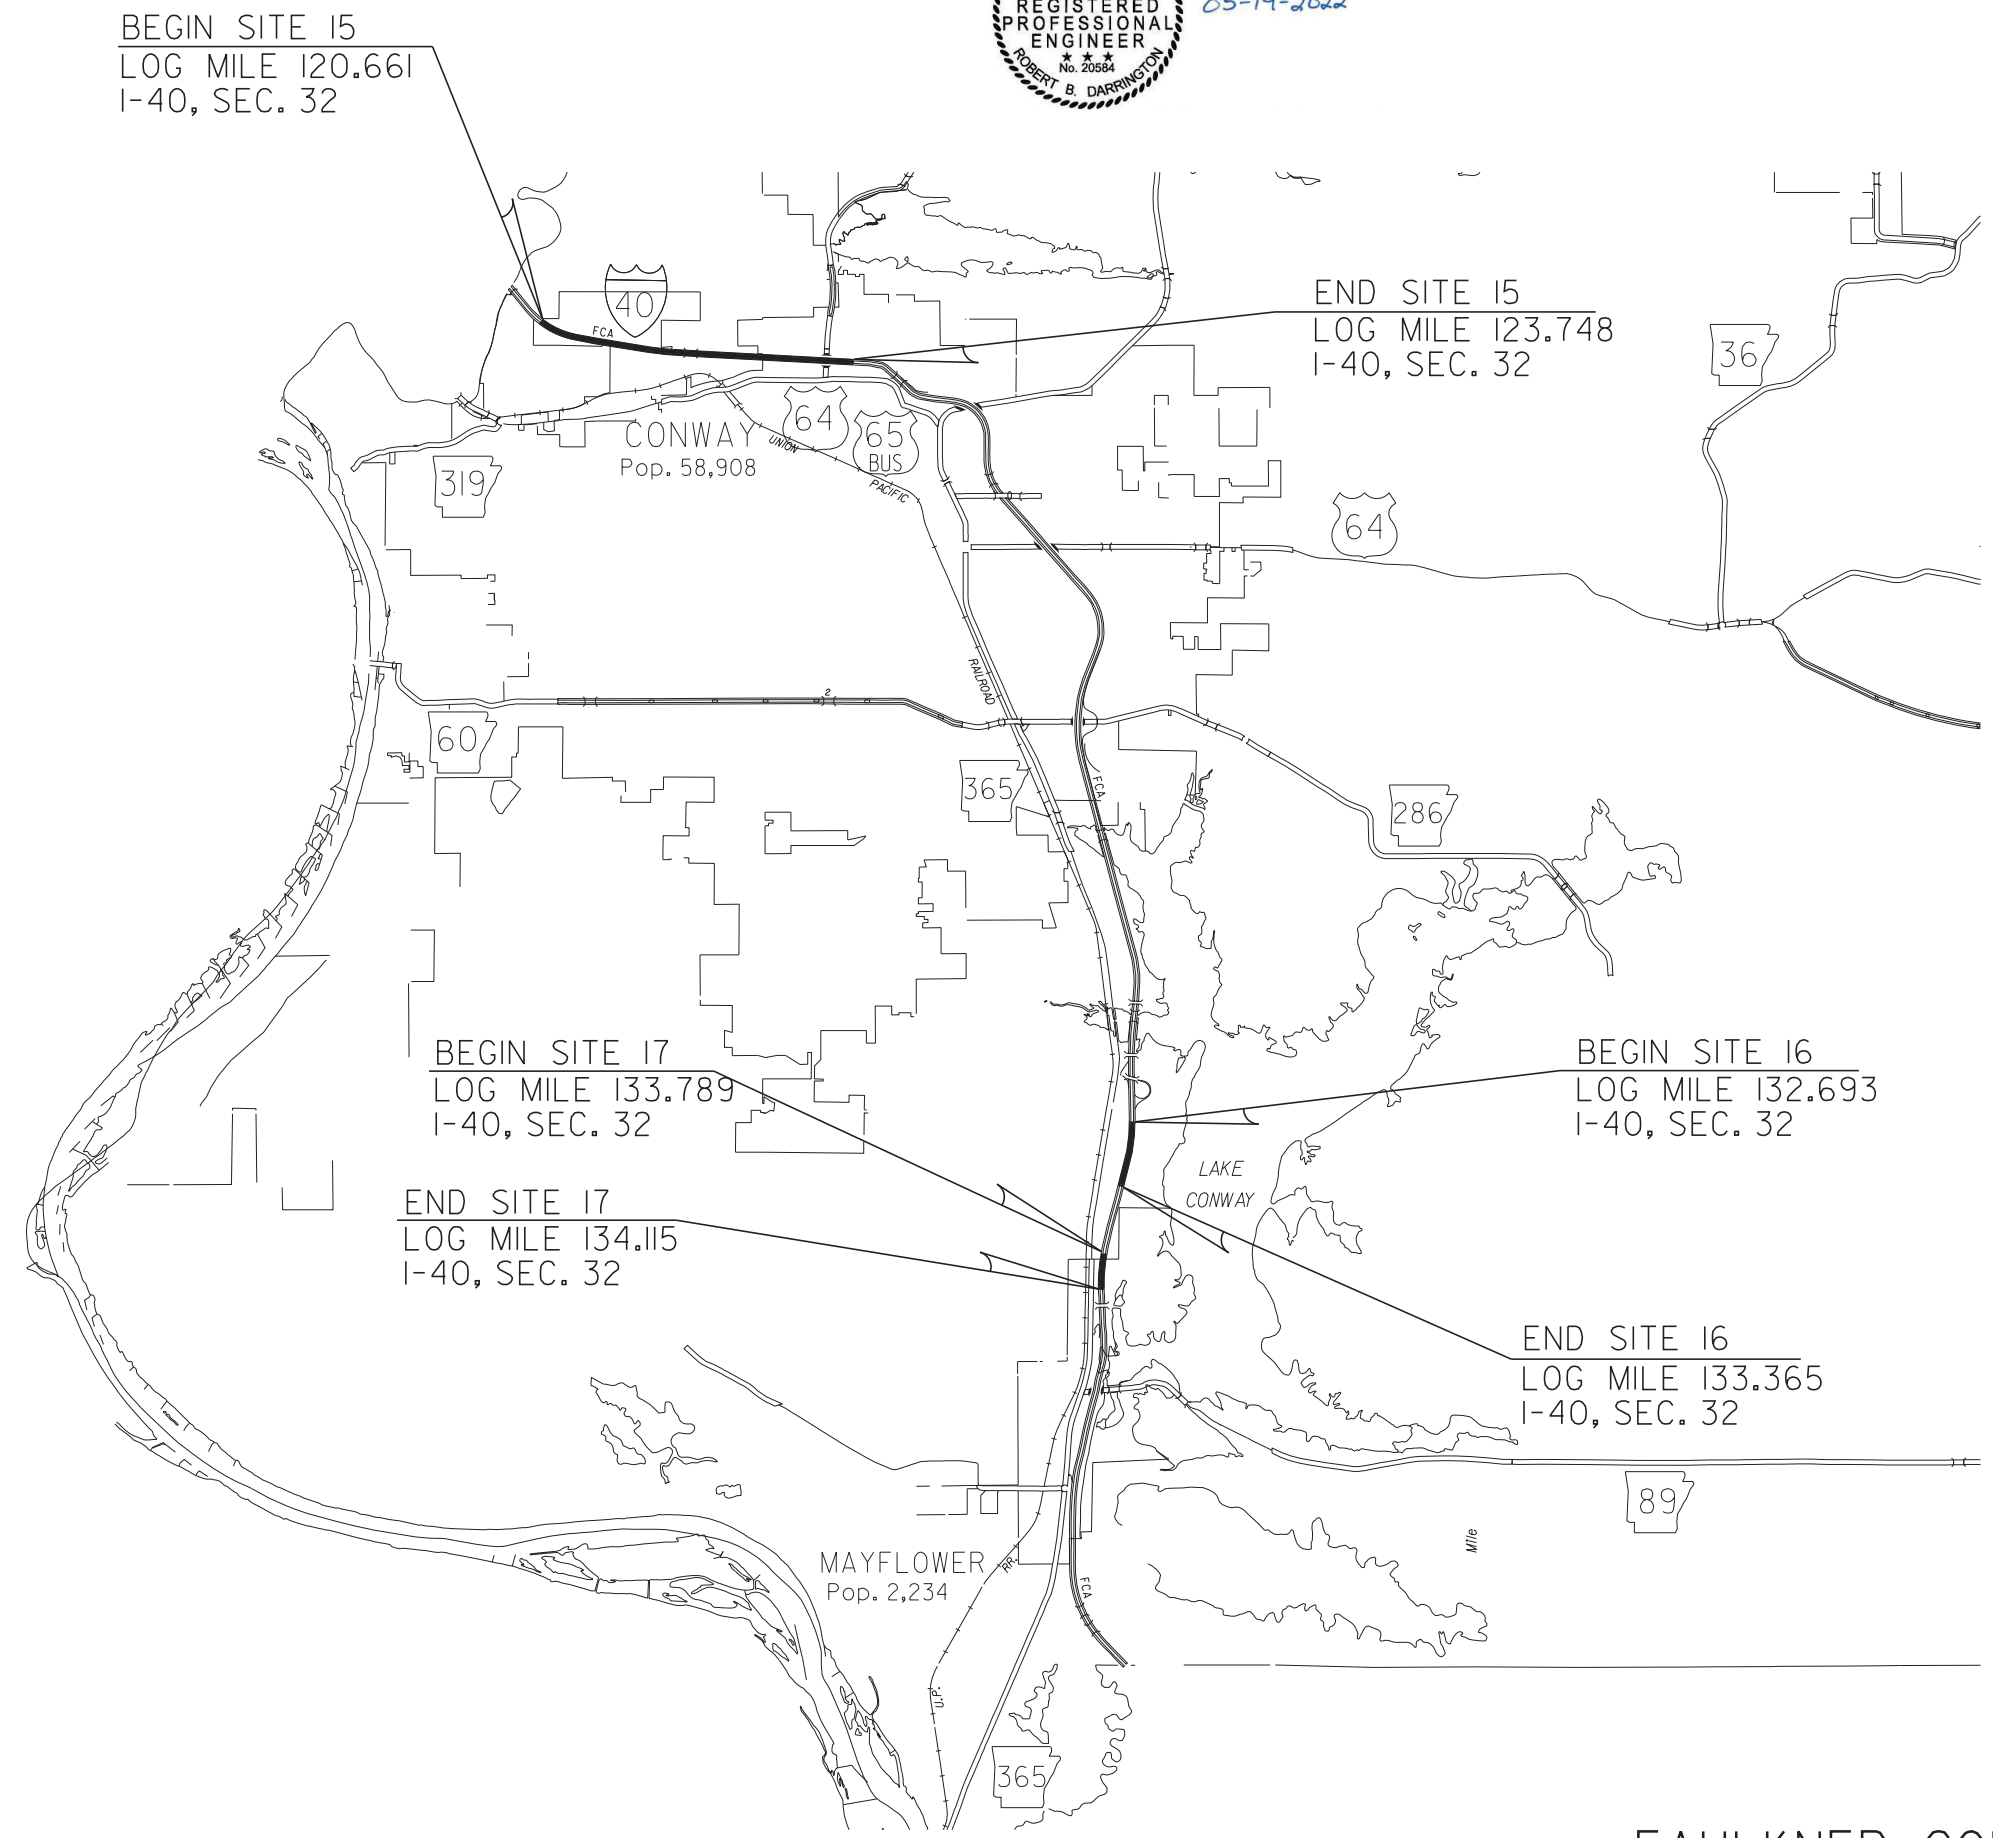 REGISTERED
PROFESSIONAL
ENGINEER
★ ★ ★
No. 20584
ROBERT B. DARRINGTON
05-19-2022
BEGIN SITE 15
LOG MILE 120.661
I-40, SEC. 32
40
FCA
END SITE 15
LOG MILE 123.748
I-40, SEC. 32
36
64
65
BUS
CONWAY
Pop. 58,908
UNION
PACIFIC
319
64
RAILROAD
2
60
365
FCA
286
BEGIN SITE 17
LOG MILE 133.789
I-40, SEC. 32
BEGIN SITE 16
LOG MILE 132.693
I-40, SEC. 32
LAKE
CONWAY
END SITE 17
LOG MILE 134.115
I-40, SEC. 32
END SITE 16
LOG MILE 133.365
I-40, SEC. 32
89
Mile
MAYFLOWER
Pop. 2,234
RR.
FCA
U.P.
365